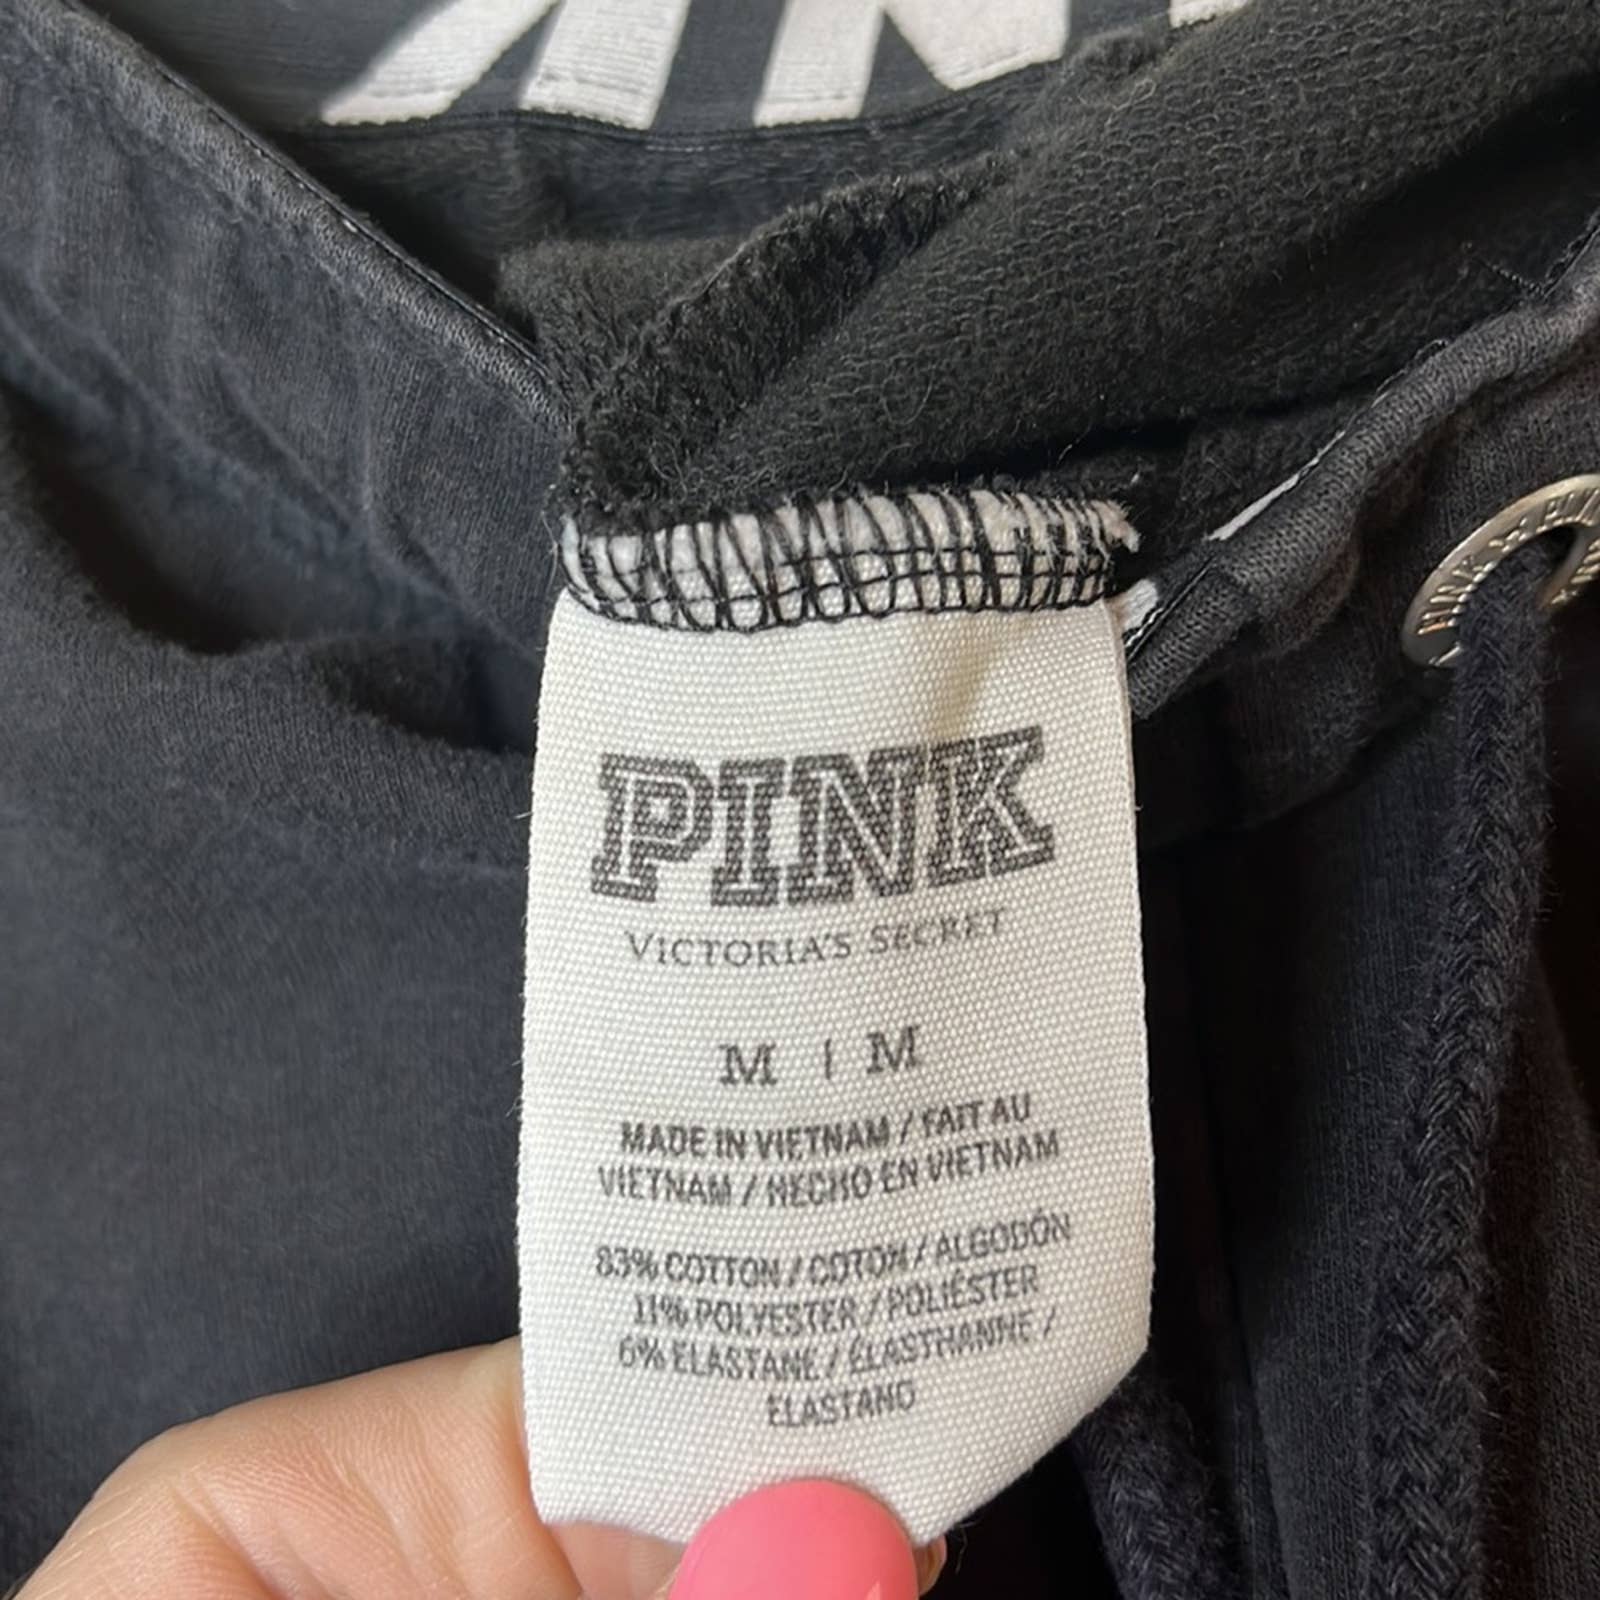 PINK
VICTORIA'S SECRET
M | M
MADE IN VIETNAM / FAIT AU
VIETNAM / HECHO EN VIETNAM
83% COTTON / COTON / ALGODÓN
11% POLYESTER / POLIÉSTER
6% ELASTANE / ÉLASTHANNE /
ELASTANO
PINK